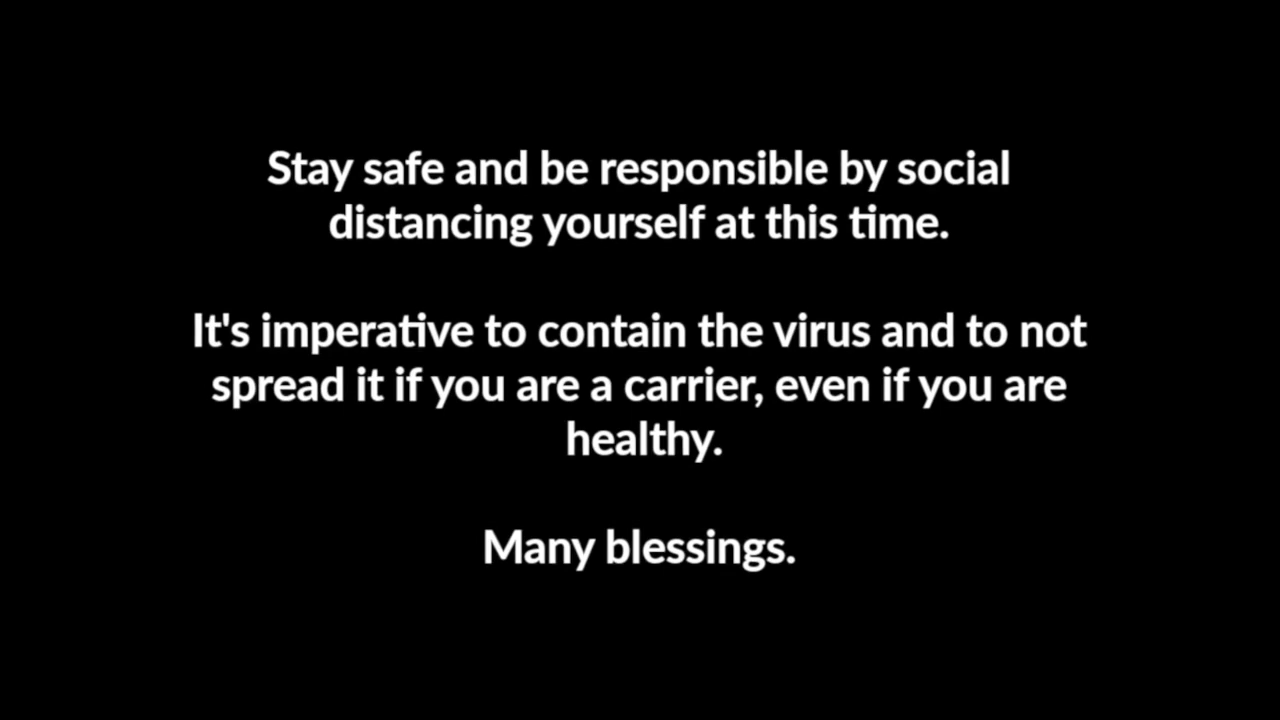 Stay safe and be responsible by social
distancing yourself at this time.
It's imperative to contain the virus and to not
spread it if you are a carrier, even if you are
healthy.
Many blessings.